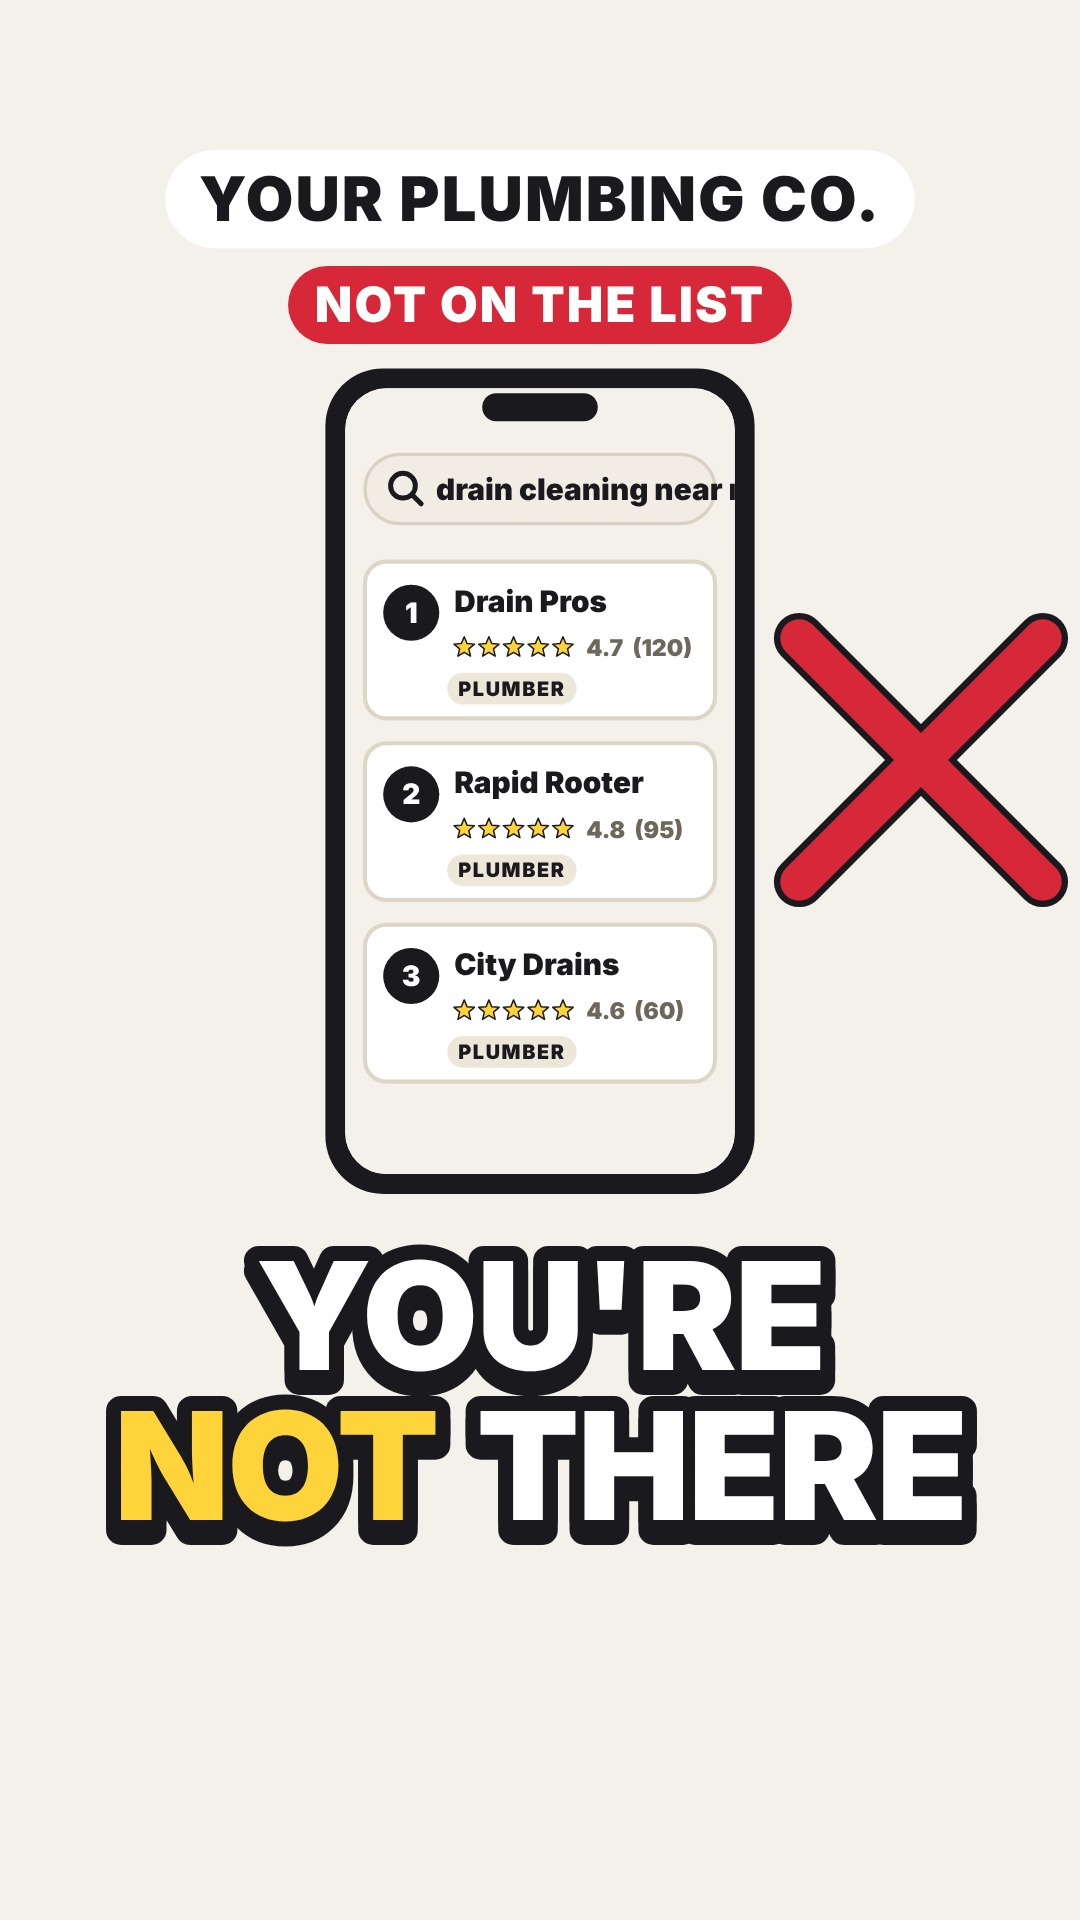 YOUR PLUMBING CO.
NOT ON THE LIST
drain cleaning near
1
Drain Pros
4.7 (120)
PLUMBER
2
Rapid Rooter
4.8 (95)
PLUMBER
3
City Drains
4.6 (60)
PLUMBER
YOU'RE
NOT THERE